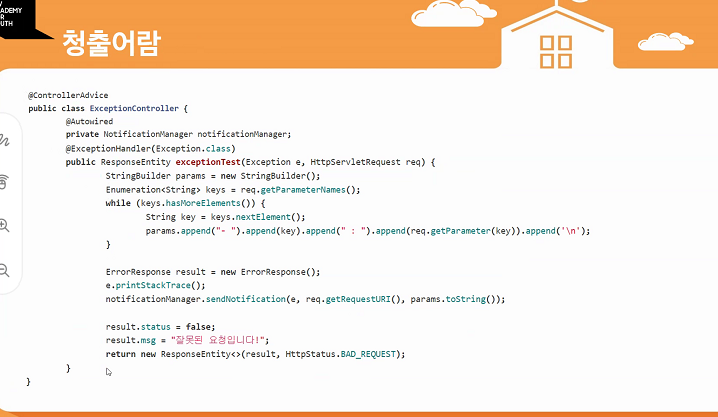 ADEMY
OR
UTH
청출어람
@ControllerAdvice
public class ExceptionController {
@Autowired
private NotificationManager notificationManager;
@ExceptionHandler(Exception.class)
public ResponseEntity exceptionTest(Exception e, HttpServletRequest req) {
StringBuilder params = new StringBuilder();
Enumeration<String> keys = req.getParameterNames();
while (keys.hasMoreElements()) {
String key = keys.nextElement();
params.append("- ").append(key).append(" : ").append(req.getParameter(key)).append('\n');
}
ErrorResponse result = new ErrorResponse();
e.printStackTrace();
notificationManager.sendNotification(e, req.getRequestURI(), params.toString());
result.status = false;
result.msg = "잘못된 요청입니다!";
return new ResponseEntity<>(result, HttpStatus.BAD_REQUEST);
}
}